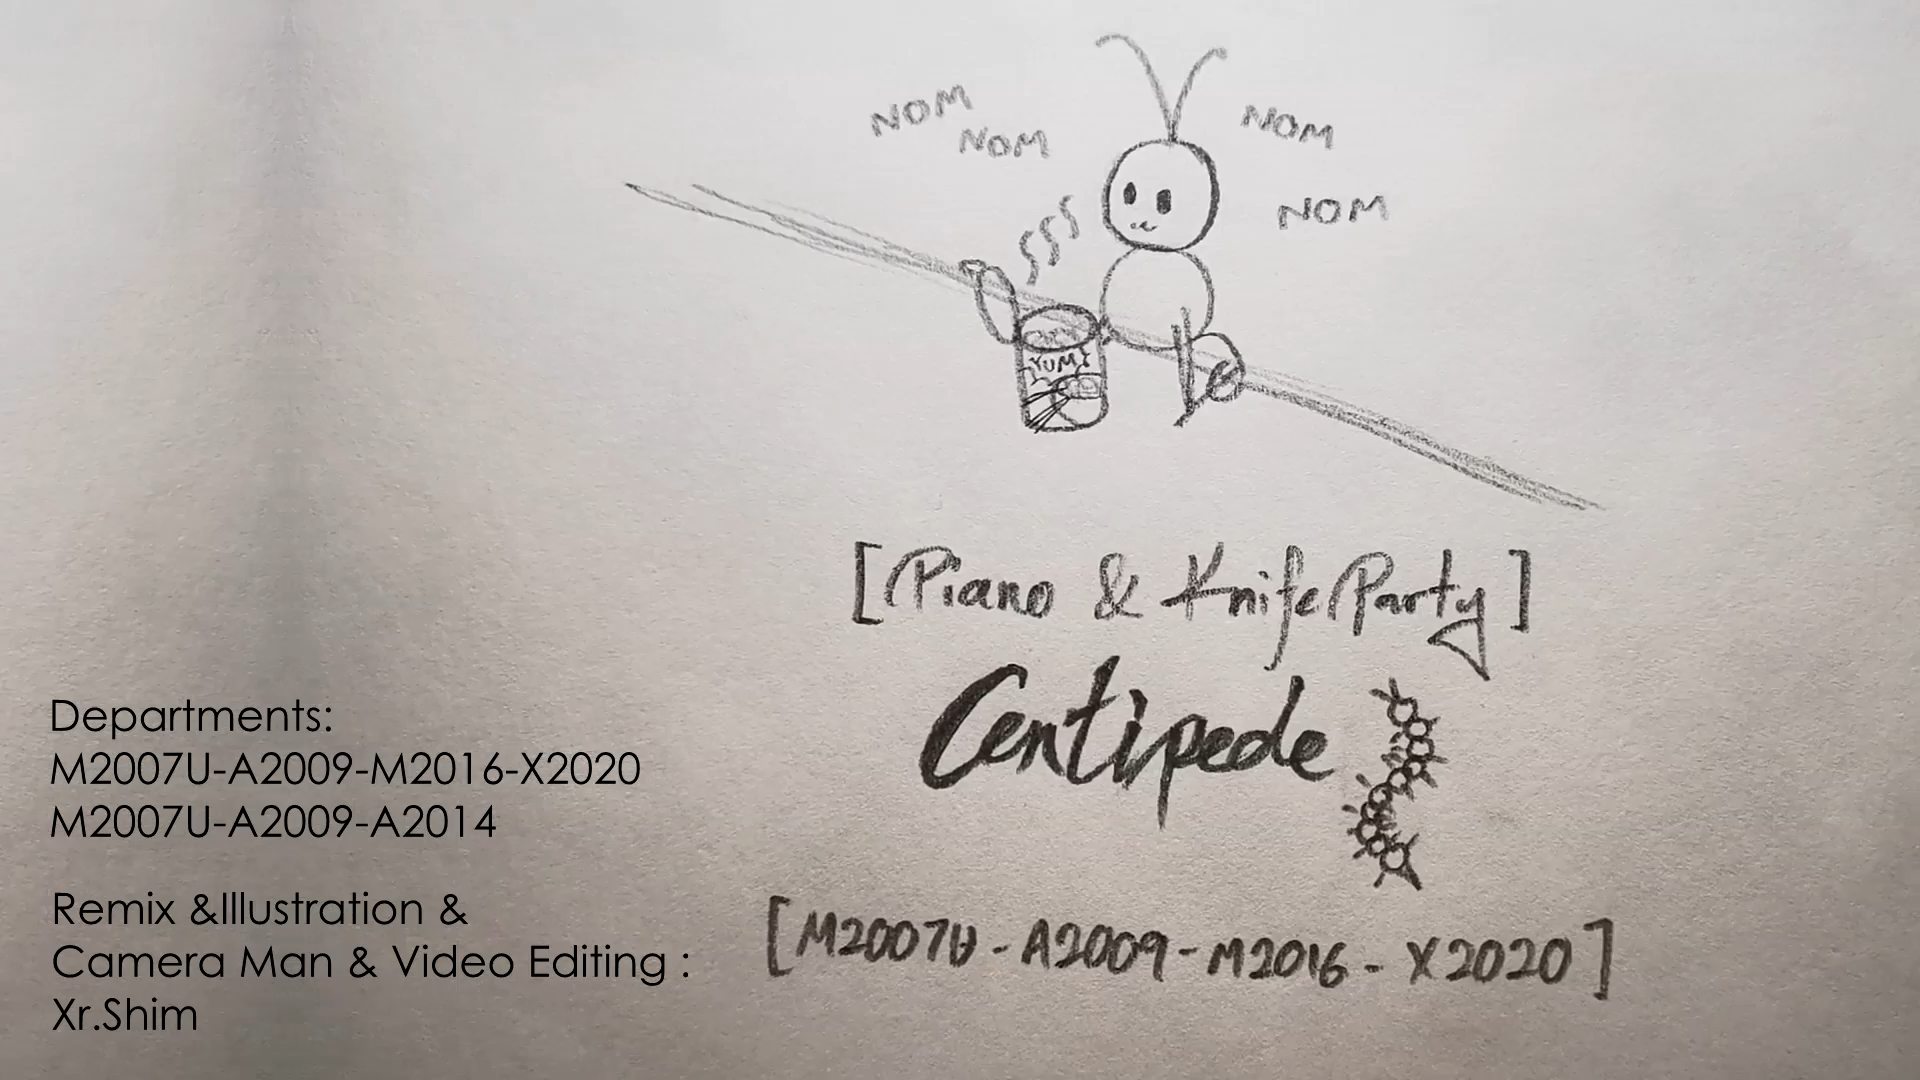 NOM
NOM
NOM
NOM
YUM
[Piano & Knife Party]
Centipede
[M2007U-A2009-M2016-X2020]
Departments:
M2007U-A2009-M2016-X2020
M2007U-A2009-A2014
Remix &Illustration &
Camera Man & Video Editing :
Xr.Shim